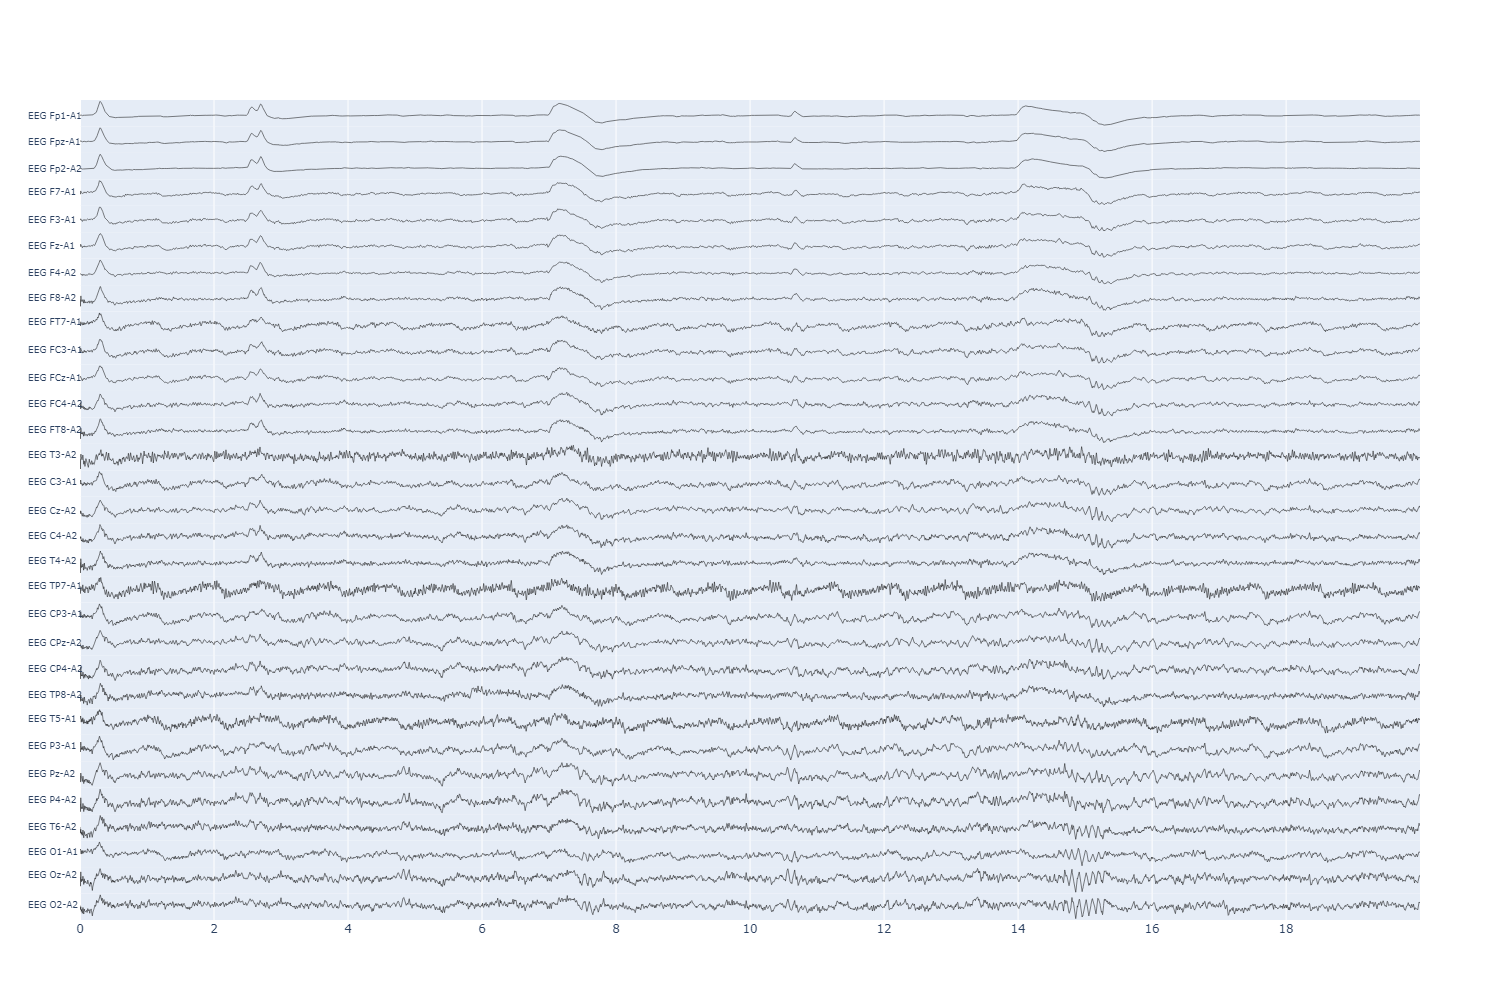 EEG Fp1-A1
EEG Fpz-A1
EEG Fp2-A2
EEG F7-A1
EEG F3-A1
EEG Fz-A1
EEG F4-A2
EEG F8-A2
EEG FT7-A1
EEG FC3-A1
EEG FCz-A1
EEG FC4-A2
EEG FT8-A2
EEG T3-A2
EEG C3-A1
EEG Cz-A2
EEG C4-A2
EEG T4-A2
EEG TP7-A1
EEG CP3-A1
EEG CPz-A2
EEG CP4-A2
EEG TP8-A2
EEG T5-A1
EEG P3-A1
EEG Pz-A2
EEG P4-A2
EEG T6-A2
EEG O1-A1
EEG Oz-A2
EEG O2-A2
0 2 4 6 8 10 12 14 16 18